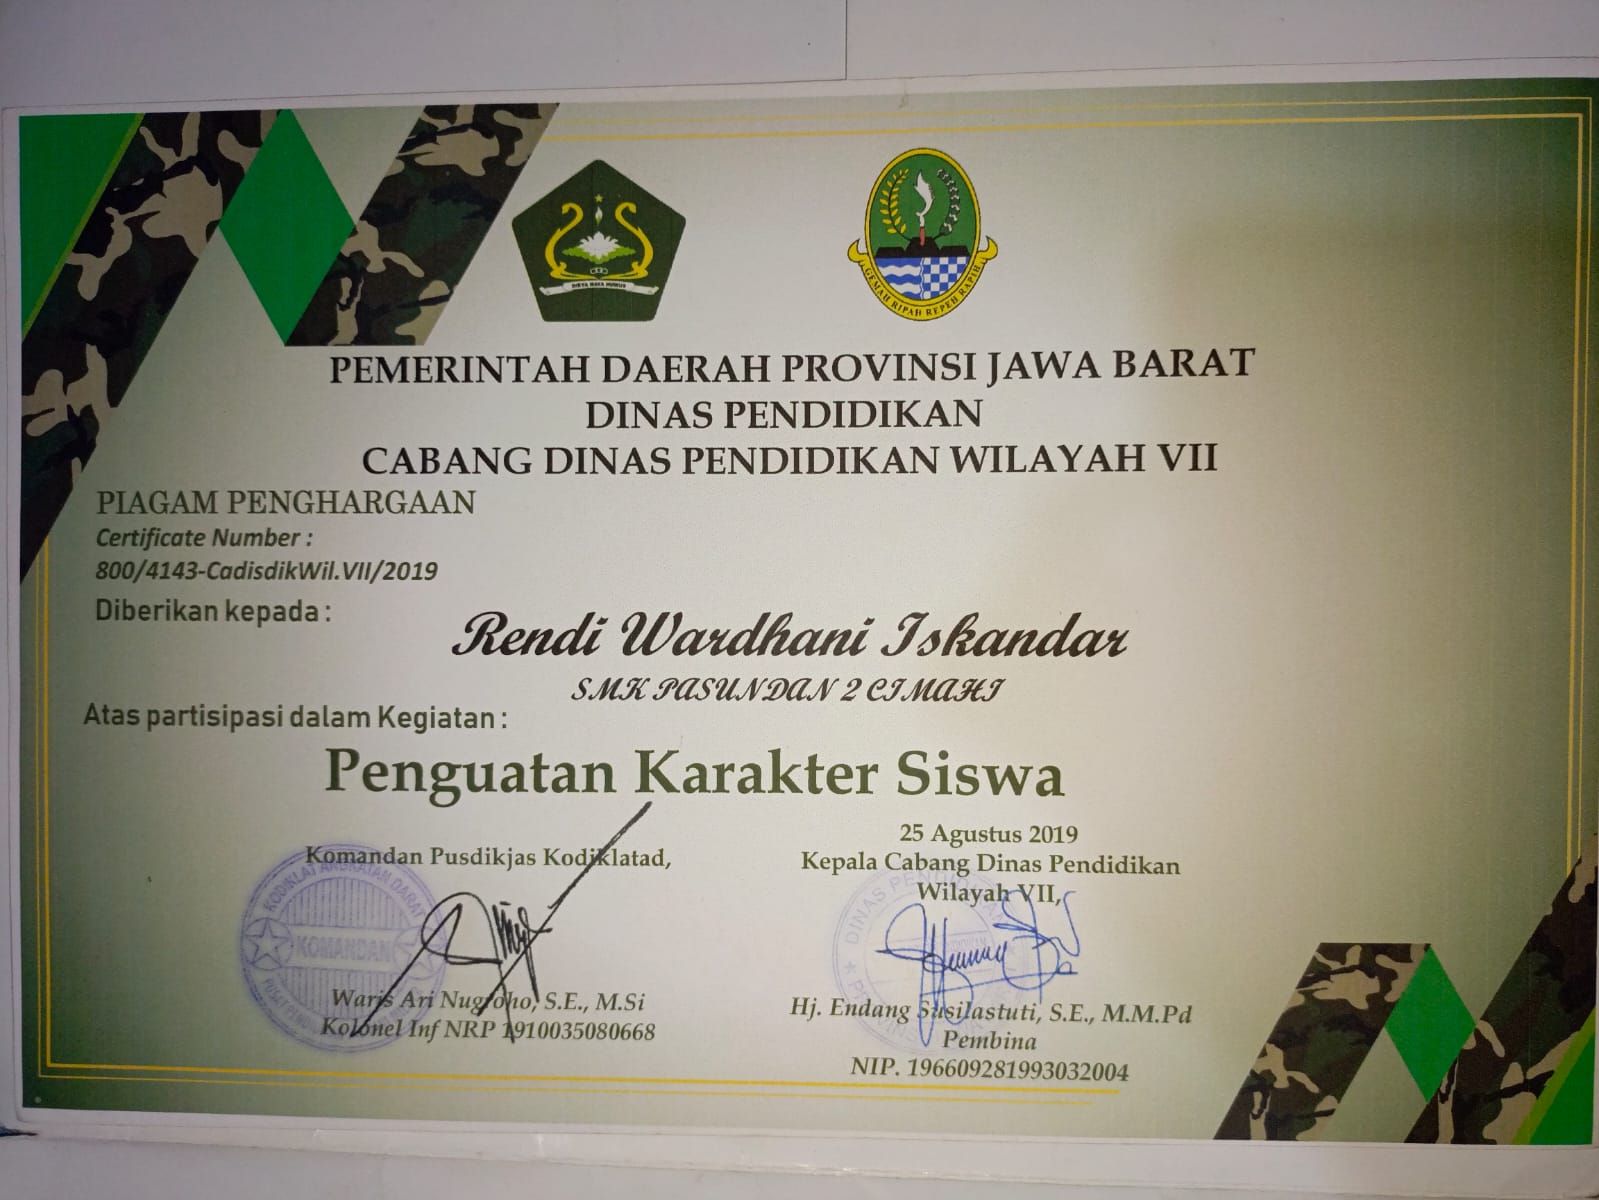 GEMAH RIPAH REPEH RAPIH
PEMERINTAH DAERAH PROVINSI JAWA BARAT
DINAS PENDIDIKAN
CABANG DINAS PENDIDIKAN WILAYAH VII
PIAGAM PENGHARGAAN
Certificate Number :
800/4143-CadisdikWil.VII/2019
Diberikan kepada :
Rendi Wardhani Iskandar
SMK PASUNDAN 2 CIMAHI
Atas partisipasi dalam Kegiatan :
Penguatan Karakter Siswa
25 Agustus 2019
Komandan Pusdikjas Kodiklatad,
Kepala Cabang Dinas Pendidikan
Wilayah VII,
KODIKLAT ANGKATAN DARAT
KOMANDAN
DINAS PENDIDIKAN
Waris Ari Nugroho, S.E., M.Si
Kolonel Inf NRP 1910035080668
Hj. Endang Susilastuti, S.E., M.M.Pd
Pembina
NIP. 196609281993032004